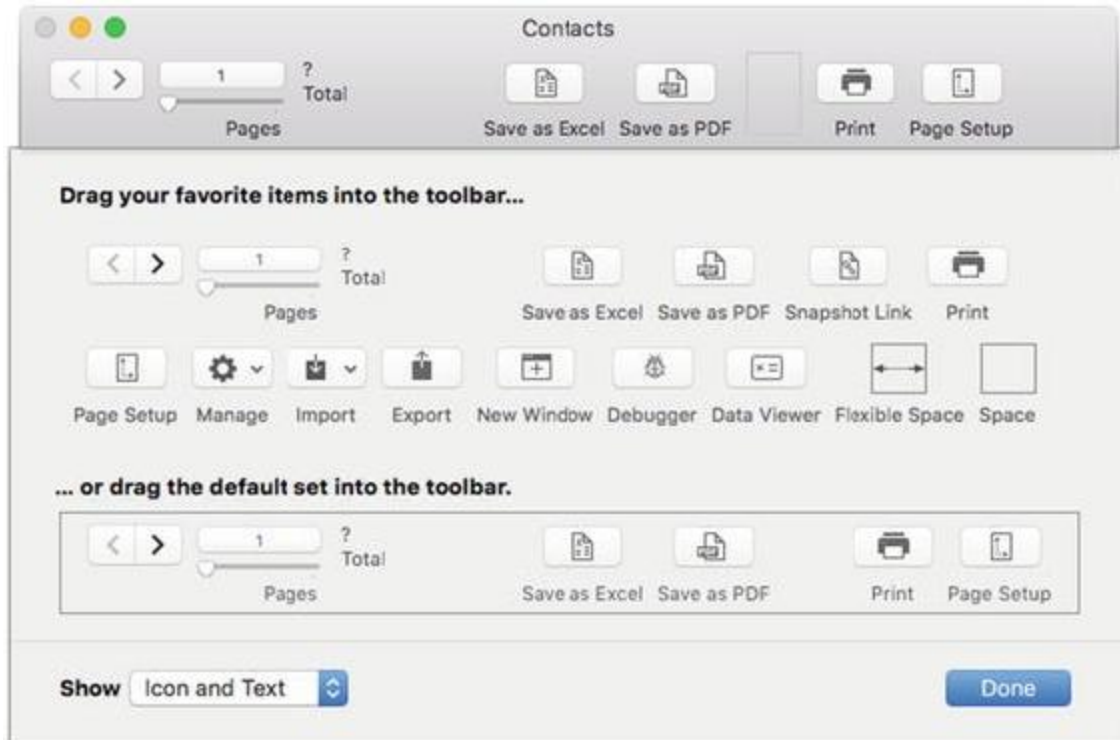 Contacts
1
?
Total
Pages
Save as Excel Save as PDF Print Page Setup
Drag your favorite items into the toolbar...
1
?
Total
Pages
Save as Excel Save as PDF Snapshot Link Print
Page Setup Manage Import Export New Window Debugger Data Viewer Flexible Space Space
... or drag the default set into the toolbar.
1
?
Total
Pages
Save as Excel Save as PDF Print Page Setup
Show Icon and Text Done